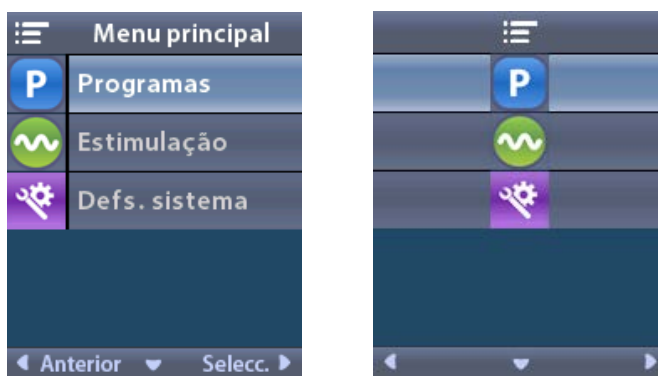 Menu principal
P Programas
Estimulação
Defs. sistema
Anterior Selecc.
P